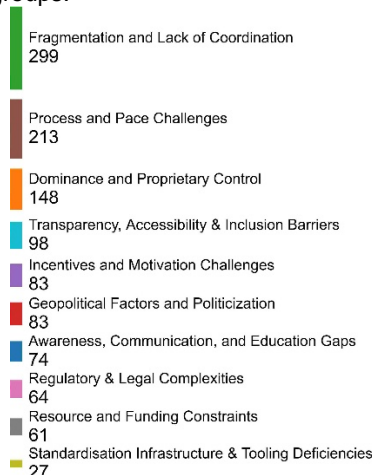 groups:
Fragmentation and Lack of Coordination
299
Process and Pace Challenges
213
Dominance and Proprietary Control
148
Transparency, Accessibility & Inclusion Barriers
98
Incentives and Motivation Challenges
83
Geopolitical Factors and Politicization
83
Awareness, Communication, and Education Gaps
74
Regulatory & Legal Complexities
64
Resource and Funding Constraints
61
Standardisation Infrastructure & Tooling Deficiencies
27